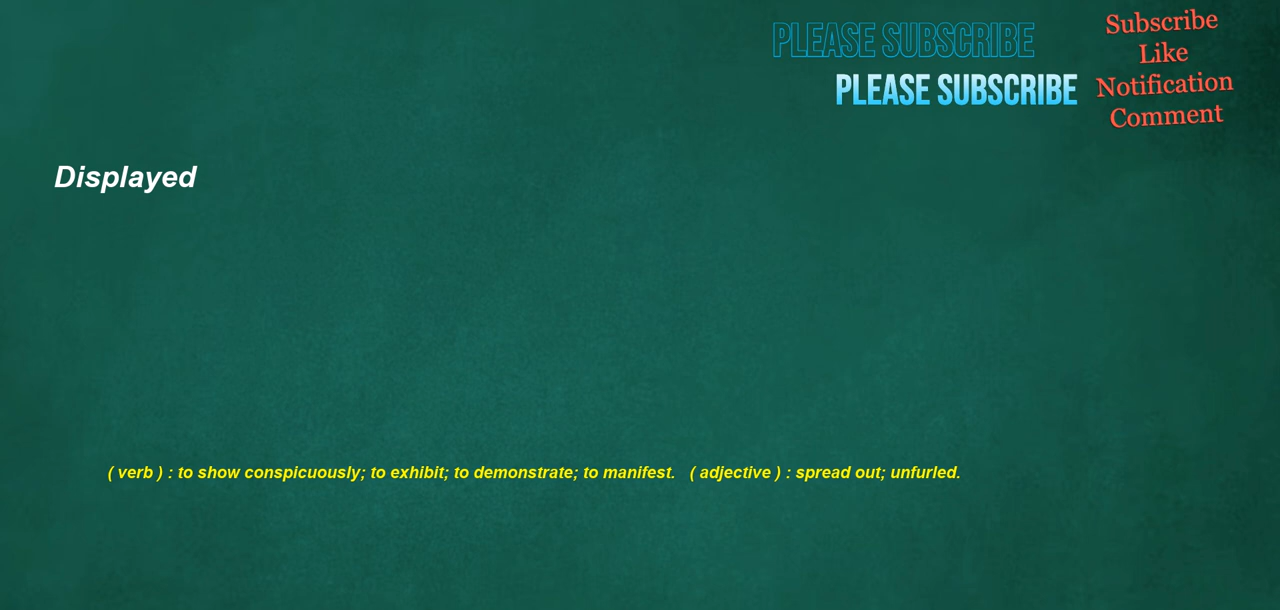 PLEASE SUBSCRIBE
PLEASE SUBSCRIBE
Subscribe
Like
Notification
Comment
Displayed
( verb ) : to show conspicuously; to exhibit; to demonstrate; to manifest.   ( adjective ) : spread out; unfurled.